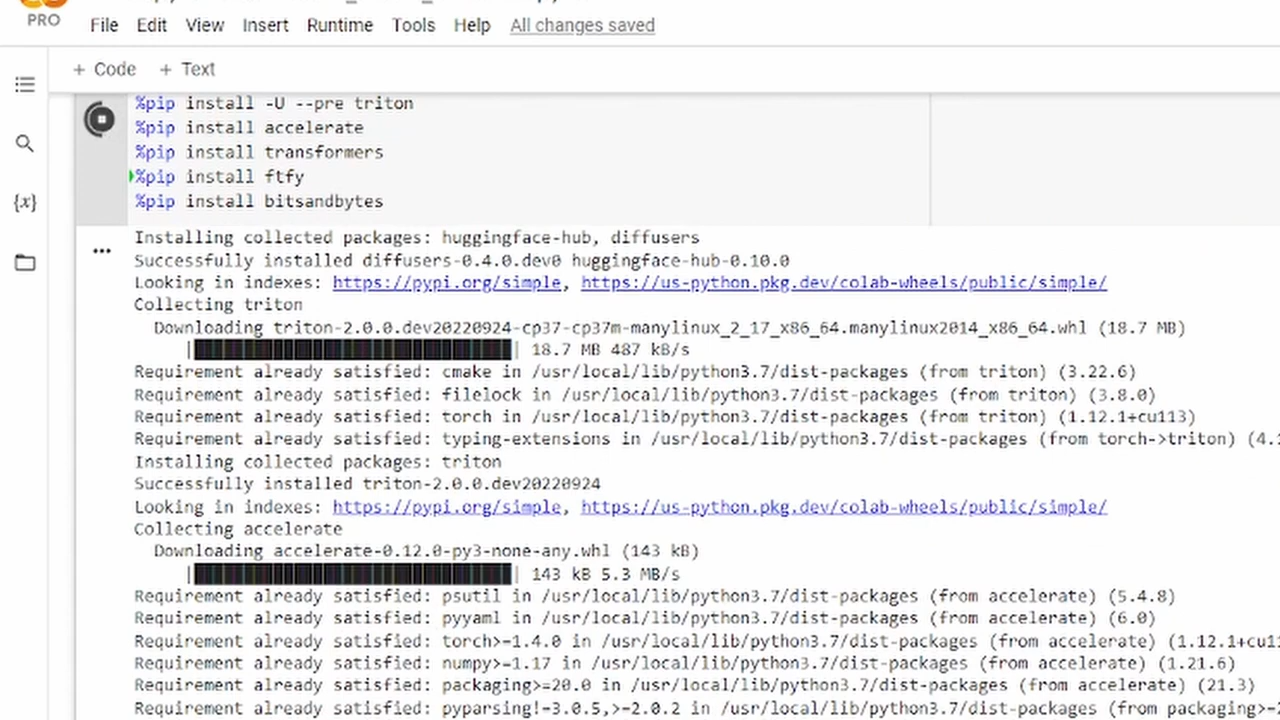 PRO
File Edit View Insert Runtime Tools Help All changes saved
+ Code + Text
%pip install -U --pre triton
%pip install accelerate
%pip install transformers
%pip install ftfy
{x}
%pip install bitsandbytes
Installing collected packages: huggingface-hub, diffusers
Successfully installed diffusers-0.4.0.dev0 huggingface-hub-0.10.0
Looking in indexes: https://pypi.org/simple, https://us-python.pkg.dev/colab-wheels/public/simple/
Collecting triton
Downloading triton-2.0.0.dev20220924-cp37-cp37m-manylinux_2_17_x86_64.manylinux2014_x86_64.whl (18.7 MB)
18.7 MB 487 kB/s
Requirement already satisfied: cmake in /usr/local/lib/python3.7/dist-packages (from triton) (3.22.6)
Requirement already satisfied: filelock in /usr/local/lib/python3.7/dist-packages (from triton) (3.8.0)
Requirement already satisfied: torch in /usr/local/lib/python3.7/dist-packages (from triton) (1.12.1+cu113)
Requirement already satisfied: typing-extensions in /usr/local/lib/python3.7/dist-packages (from torch->triton) (4.
Installing collected packages: triton
Successfully installed triton-2.0.0.dev20220924
Looking in indexes: https://pypi.org/simple, https://us-python.pkg.dev/colab-wheels/public/simple/
Collecting accelerate
Downloading accelerate-0.12.0-py3-none-any.whl (143 kB)
143 kB 5.3 MB/s
Requirement already satisfied: psutil in /usr/local/lib/python3.7/dist-packages (from accelerate) (5.4.8)
Requirement already satisfied: pyyaml in /usr/local/lib/python3.7/dist-packages (from accelerate) (6.0)
Requirement already satisfied: torch>=1.4.0 in /usr/local/lib/python3.7/dist-packages (from accelerate) (1.12.1+cu11
Requirement already satisfied: numpy>=1.17 in /usr/local/lib/python3.7/dist-packages (from accelerate) (1.21.6)
Requirement already satisfied: packaging>=20.0 in /usr/local/lib/python3.7/dist-packages (from accelerate) (21.3)
Requirement already satisfied: pyparsing!=3.0.5,>=2.0.2 in /usr/local/lib/python3.7/dist-packages (from packaging>=2